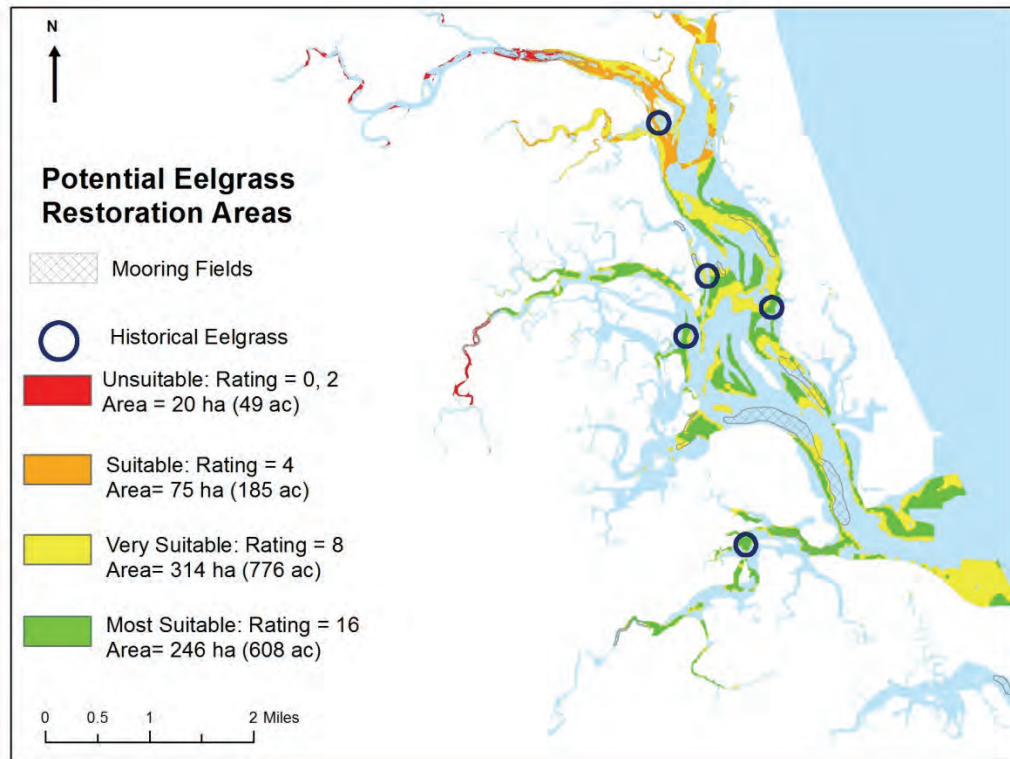 N
Potential Eelgrass
Restoration Areas
Mooring Fields
Historical Eelgrass
Unsuitable: Rating = 0, 2
Area = 20 ha (49 ac)
Suitable: Rating = 4
Area= 75 ha (185 ac)
Very Suitable: Rating = 8
Area= 314 ha (776 ac)
Most Suitable: Rating = 16
Area= 246 ha (608 ac)
0 0.5 1 2 Miles